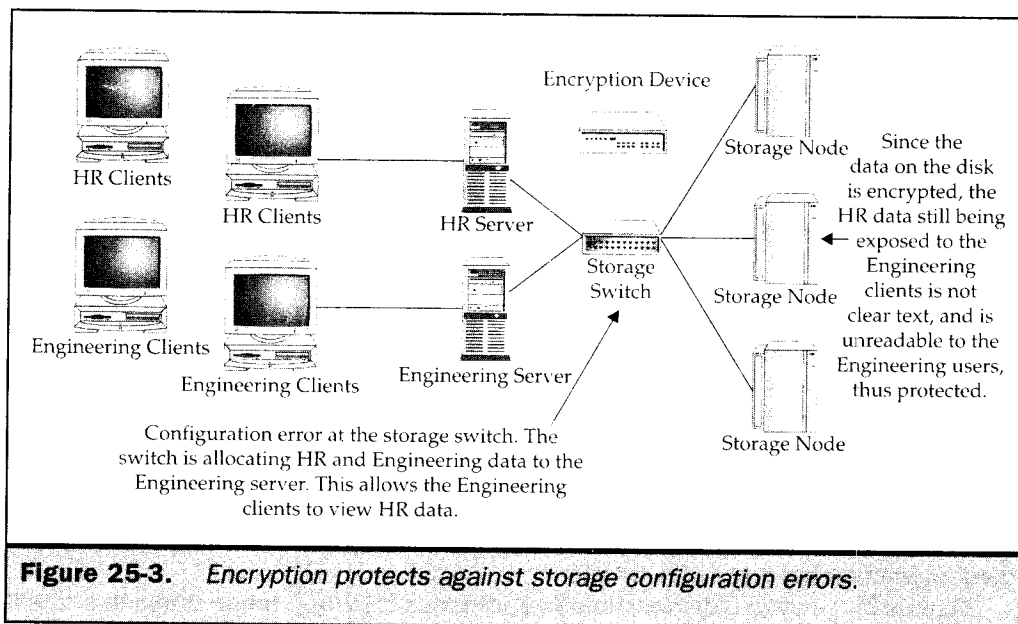 Encryption Device
HR Clients
HR Clients
HR Server
Storage Node
Since the
data on the disk
is encrypted, the
HR data still being
exposed to the
Engineering
clients is not
clear text, and is
unreadable to the
Engineering users,
thus protected.
Storage
Switch
Storage Node
Engineering Clients
Engineering Clients
Engineering Server
Storage Node
Configuration error at the storage switch. The
switch is allocating HR and Engineering data to the
Engineering server. This allows the Engineering
clients to view HR data.
Figure 25-3. Encryption protects against storage configuration errors.